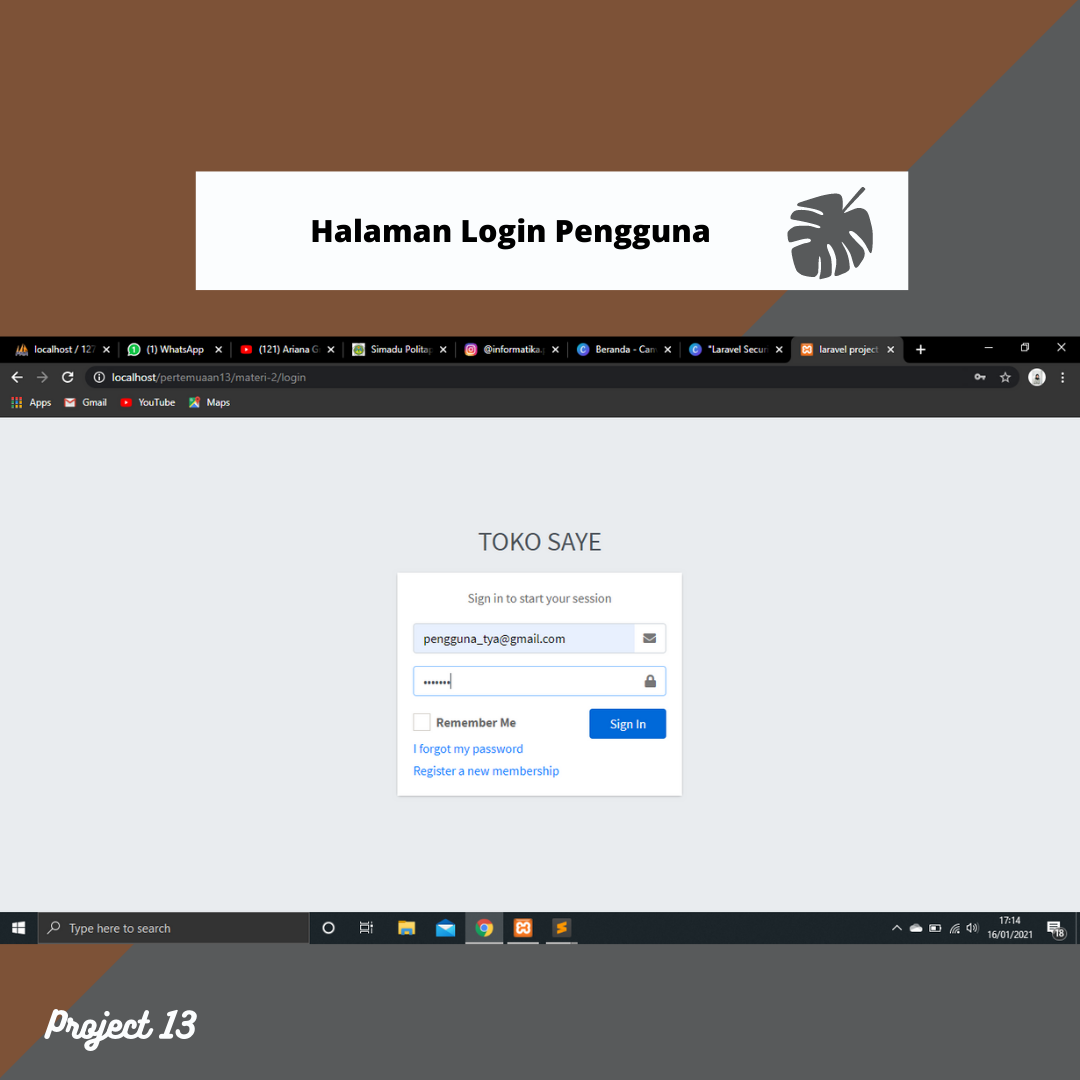 Halaman Login Pengguna
localhost / 127
(1) WhatsApp
(121) Ariana G
Simadu Politap
@informatika.
Beranda - Can
"Laravel Secur
laravel project
localhost/pertemuaan13/materi-2/login
Apps Gmail YouTube Maps
TOKO SAYE
Sign in to start your session
pengguna_tya@gmail.com
•••••••
Remember Me
Sign In
I forgot my password
Register a new membership
Type here to search
17:14
16/01/2021
18
Project 13